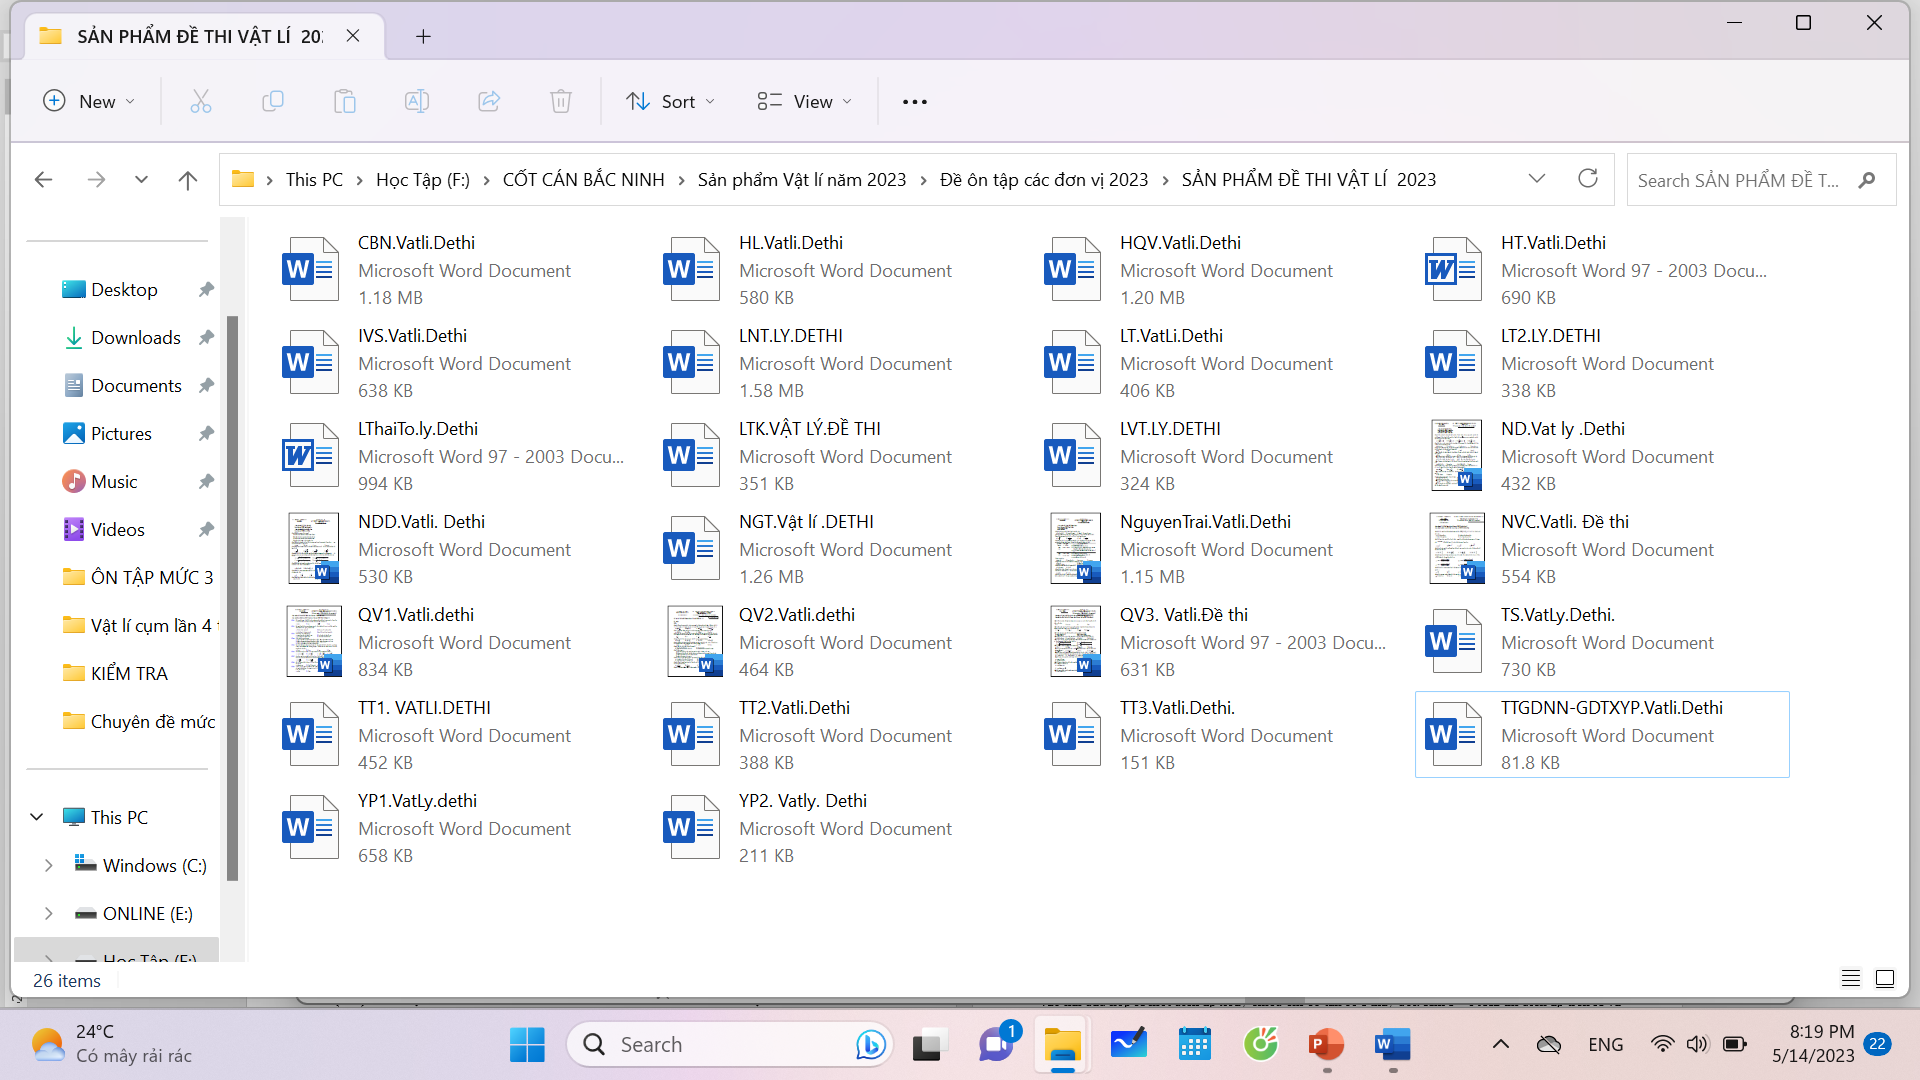 SẢN PHẨM ĐỀ THI VẬT LÍ  202
New
Sort
View
This PC > Học Tập (F:) > CỐT CÁN BẮC NINH > Sản phẩm Vật lí năm 2023 > Đề ôn tập các đơn vị 2023 > SẢN PHẨM ĐỀ THI VẬT LÍ  2023
Search SẢN PHẨM ĐỀ T...
Desktop
Downloads
Documents
Pictures
Music
Videos
ÔN TẬP MỨC 3
Vật lí cụm lần 4
KIỂM TRA
Chuyên đề mức
This PC
Windows (C:)
ONLINE (E:)
Học Tập (F:)
CBN.Vatli.Dethi
Microsoft Word Document
1.18 MB
HL.Vatli.Dethi
Microsoft Word Document
580 KB
HQV.Vatli.Dethi
Microsoft Word Document
1.20 MB
HT.Vatli.Dethi
Microsoft Word 97 - 2003 Docu...
690 KB
IVS.Vatli.Dethi
Microsoft Word Document
638 KB
LNT.LY.DETHI
Microsoft Word Document
1.58 MB
LT.VatLi.Dethi
Microsoft Word Document
406 KB
LT2.LY.DETHI
Microsoft Word Document
338 KB
LThaiTo.ly.Dethi
Microsoft Word 97 - 2003 Docu...
994 KB
LTK.VẬT LÝ.ĐỀ THI
Microsoft Word Document
351 KB
LVT.LY.DETHI
Microsoft Word Document
324 KB
ND.Vat ly .Dethi
Microsoft Word Document
432 KB
NDD.Vatli. Dethi
Microsoft Word Document
530 KB
NGT.Vật lí .DETHI
Microsoft Word Document
1.26 MB
NguyenTrai.Vatli.Dethi
Microsoft Word Document
1.15 MB
NVC.Vatli. Đề thi
Microsoft Word Document
554 KB
QV1.Vatli.dethi
Microsoft Word Document
834 KB
QV2.Vatli.dethi
Microsoft Word Document
464 KB
QV3. Vatli.Đề thi
Microsoft Word 97 - 2003 Docu...
631 KB
TS.VatLy.Dethi.
Microsoft Word Document
730 KB
TT1. VATLI.DETHI
Microsoft Word Document
452 KB
TT2.Vatli.Dethi
Microsoft Word Document
388 KB
TT3.Vatli.Dethi.
Microsoft Word Document
151 KB
TTGDNN-GDTXYP.Vatli.Dethi
Microsoft Word Document
81.8 KB
YP1.VatLy.dethi
Microsoft Word Document
658 KB
YP2. Vatly. Dethi
Microsoft Word Document
211 KB
26 items
24°C
Có mây rải rác
Search
1
ENG
8:19 PM
5/14/2023
22